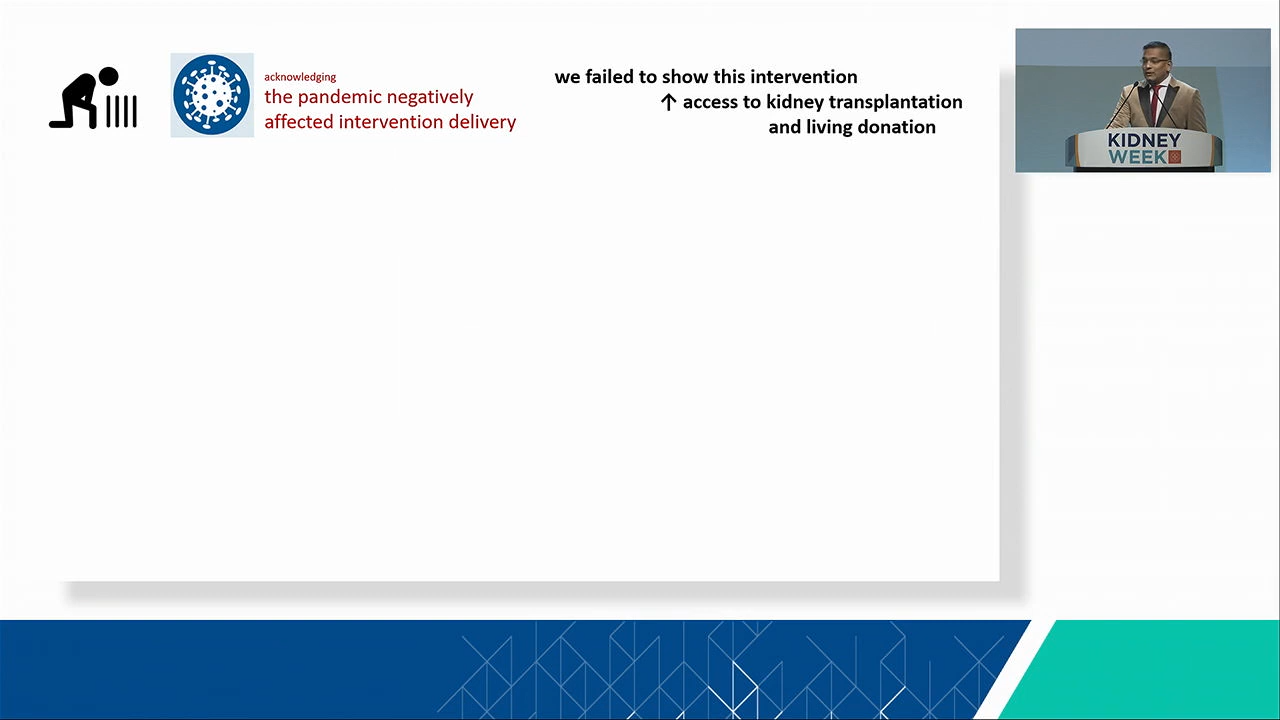 acknowledging
the pandemic negatively
affected intervention delivery
we failed to show this intervention
↑ access to kidney transplantation
and living donation
KIDNEY
WEEK